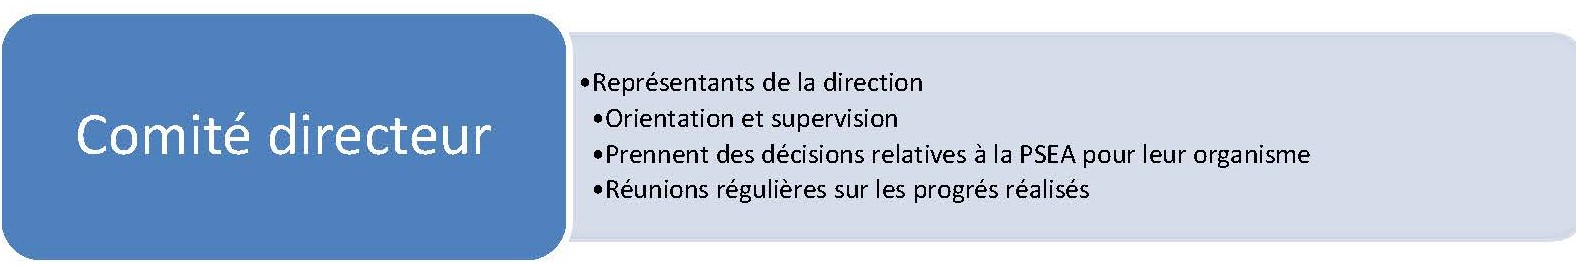 Comité directeur
•Représentants de la direction
•Orientation et supervision
•Prennent des décisions relatives à la PSEA pour leur organisme
•Réunions régulières sur les progrés réalisés